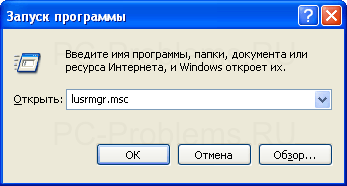 Запуск программы
Введите имя программы, папки, документа или
ресурса Интернета, и Windows откроет их.
Открыть: lusrmgr.msc
ОК Отмена Обзор...
PC-Problems.RU